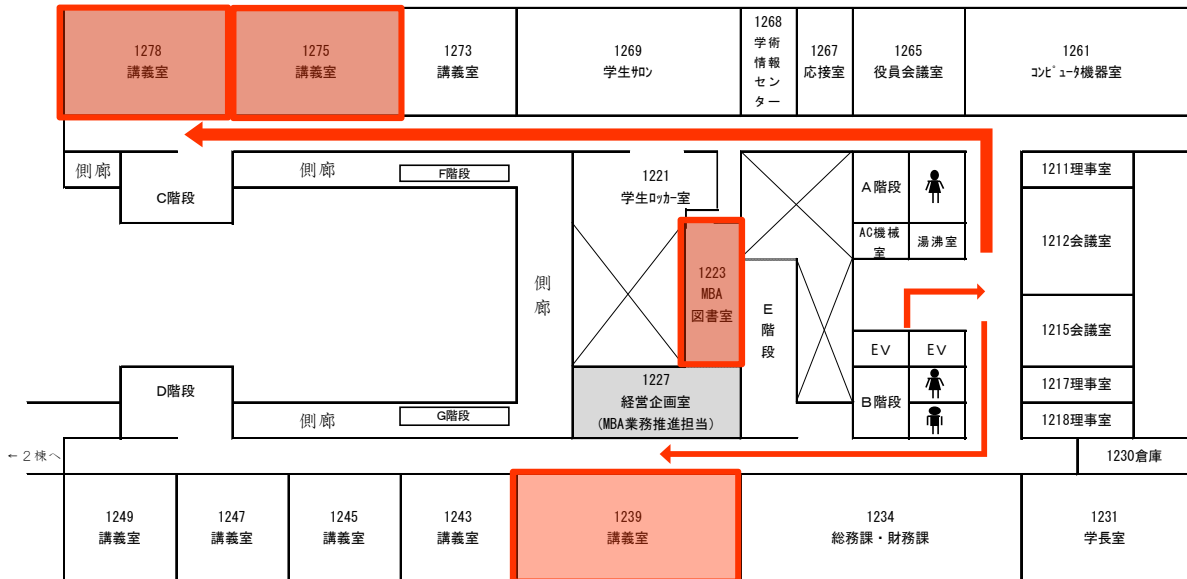 1278
講義室
1275
講義室
1273
講義室
1269
学生ｻﾛﾝ
1268
学術
情報
セン
ター
1267
応接室
1265
役員会議室
1261
ｺﾝﾋﾟｭｰﾀ機器室
側廊
C階段
側廊
F階段
1221
学生ﾛｯｶｰ室
A階段
AC機械
室
湯沸室
1211理事室
1212会議室
側
廊
1223
MBA
図書室
E
階
段
1215会議室
EV
EV
1217理事室
D階段
側廊
G階段
1227
経営企画室
(MBA業務推進担当)
B階段
1218理事室
←２棟へ
1230倉庫
1249
講義室
1247
講義室
1245
講義室
1243
講義室
1239
講義室
1234
総務課・財務課
1231
学長室